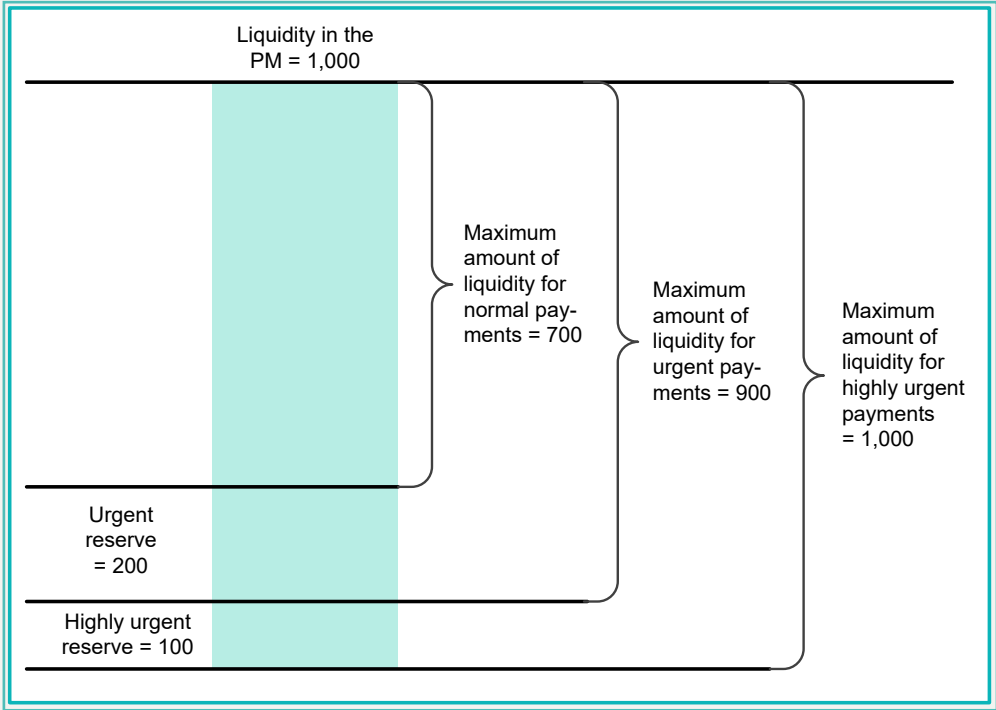 Liquidity in the
PM = 1,000
Maximum
amount of
liquidity for
normal pay-
ments = 700
Maximum
amount of
liquidity for
urgent pay-
ments = 900
Maximum
amount of
liquidity for
highly urgent
payments
= 1,000
Urgent
reserve
= 200
Highly urgent
reserve = 100